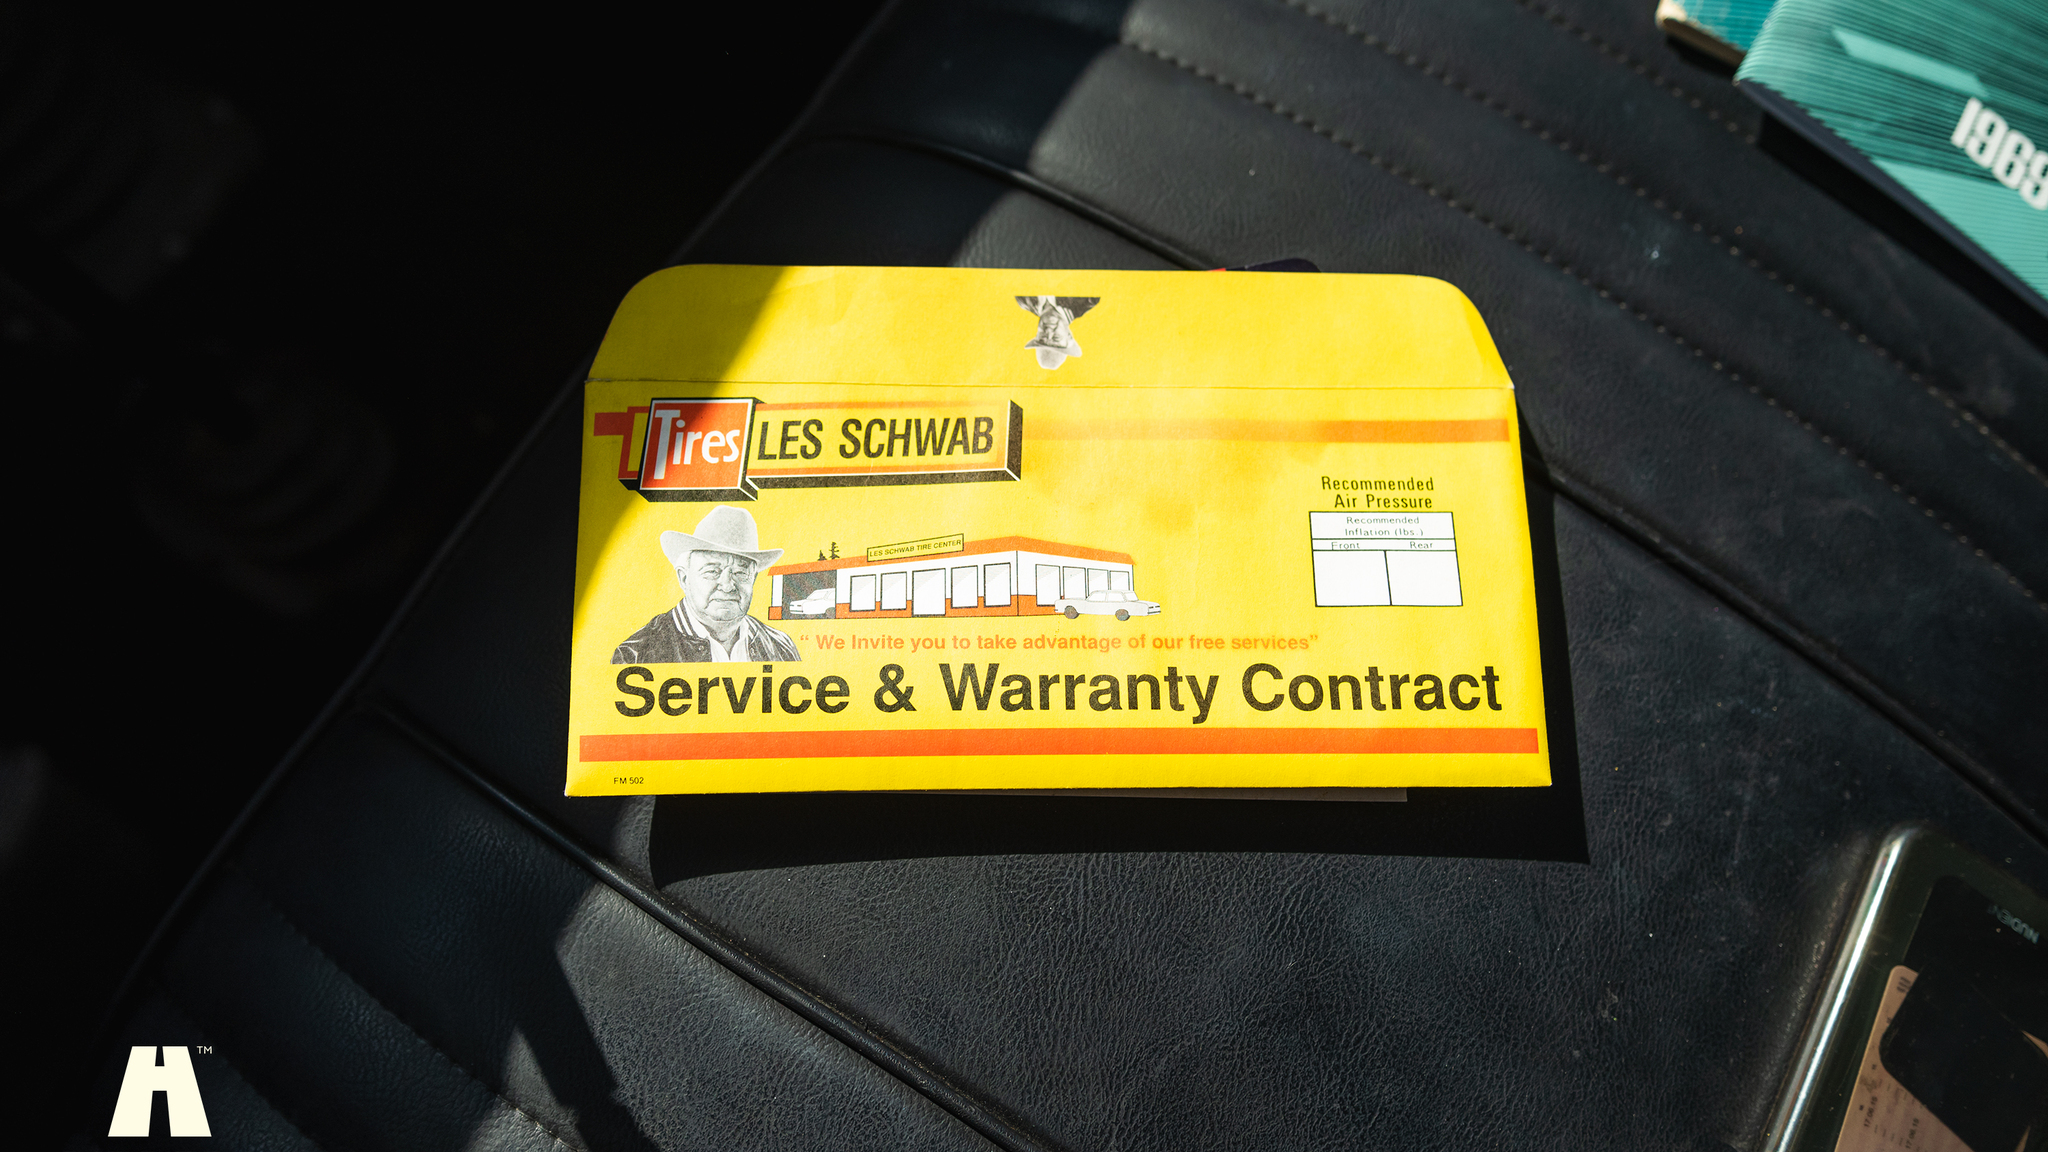 1969
Tires LES SCHWAB
Recommended
Air Pressure
Recommended
Inflation (lbs.)
Front Rear
LES SCHWAB TIRE CENTER
“ We Invite you to take advantage of our free services”
Service & Warranty Contract
FM 502
H TM